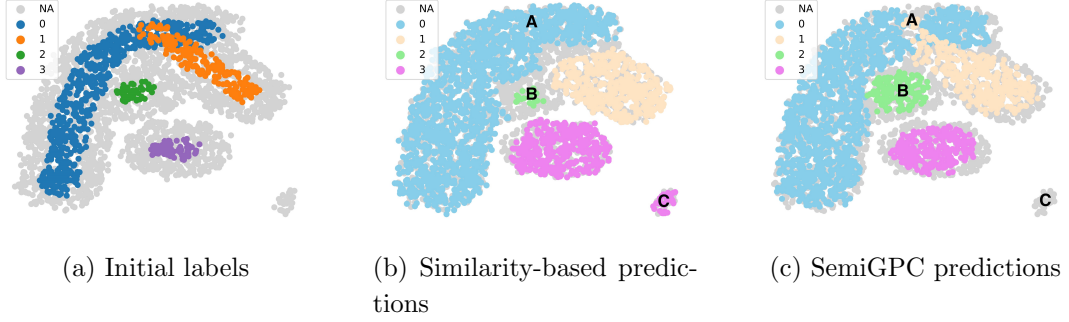 NA
0
1
2
3
NA
0
1
2
3
A
B
C
NA
0
1
2
3
A
B
C
(a) Initial labels
(b) Similarity-based predic-
tions
(c) SemiGPC predictions